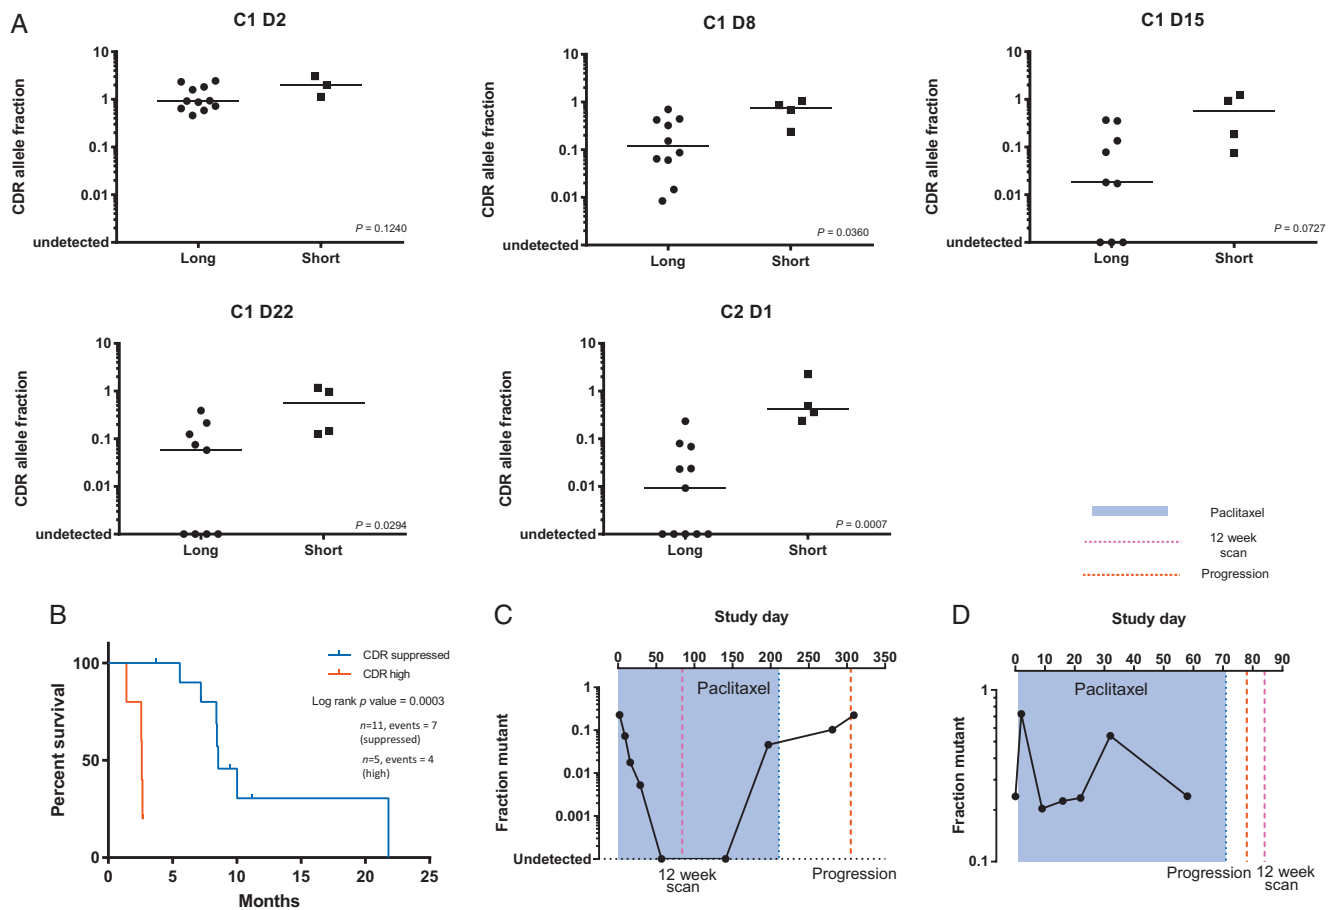 A
C1 D2
CDR allele fraction
10
1
0.1
0.01
undetected
P = 0.1240
Long
Short
C1 D8
CDR allele fraction
10
1
0.1
0.01
undetected
P = 0.0360
Long
Short
C1 D15
CDR allele fraction
10
1
0.1
0.01
undetected
P = 0.0727
Long
Short
C1 D22
CDR allele fraction
10
1
0.1
0.01
undetected
P = 0.0294
Long
Short
C2 D1
CDR allele fraction
10
1
0.1
0.01
undetected
P = 0.0007
Long
Short
Paclitaxel
12 week
scan
Progression
B
Percent survival
100
50
0
0
5
10
15
20
25
Months
CDR suppressed
CDR high
Log rank p value = 0.0003
n=11, events = 7
(suppressed)
n=5, events = 4
(high)
C
Study day
0
50
100
150
200
250
300
350
Paclitaxel
Fraction mutant
1
0.1
0.01
0.001
Undetected
12 week
scan
Progression
D
Study day
0
10
20
30
40
50
60
70
80
90
Paclitaxel
Fraction mutant
1
0.1
Progression
12 week
scan